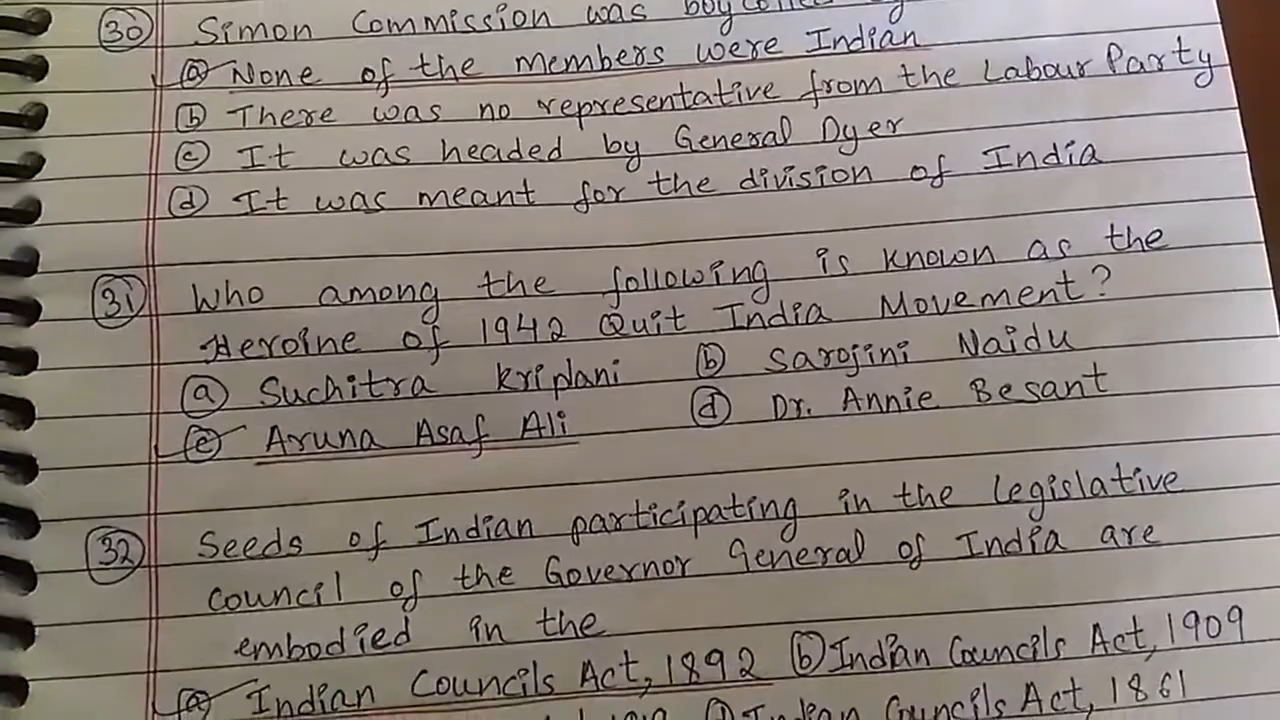 30 Simon Commission was
a None of the members were Indian
b There was no representative from the Labour Party
c It was headed by General Dyer
d It was meant for the division of India
31 Who among the following is known as the
Heroine of 1942 Quit India Movement?
a Suchitra Kriplani b Sarojini Naidu
c Aruna Asaf Ali d Dr. Annie Besant
32 Seeds of Indian participating in the legislative
council of the Governor General of India are
embodied in the
a Indian Councils Act, 1892 b Indian Councils Act, 1909
d Indian Councils Act, 1861